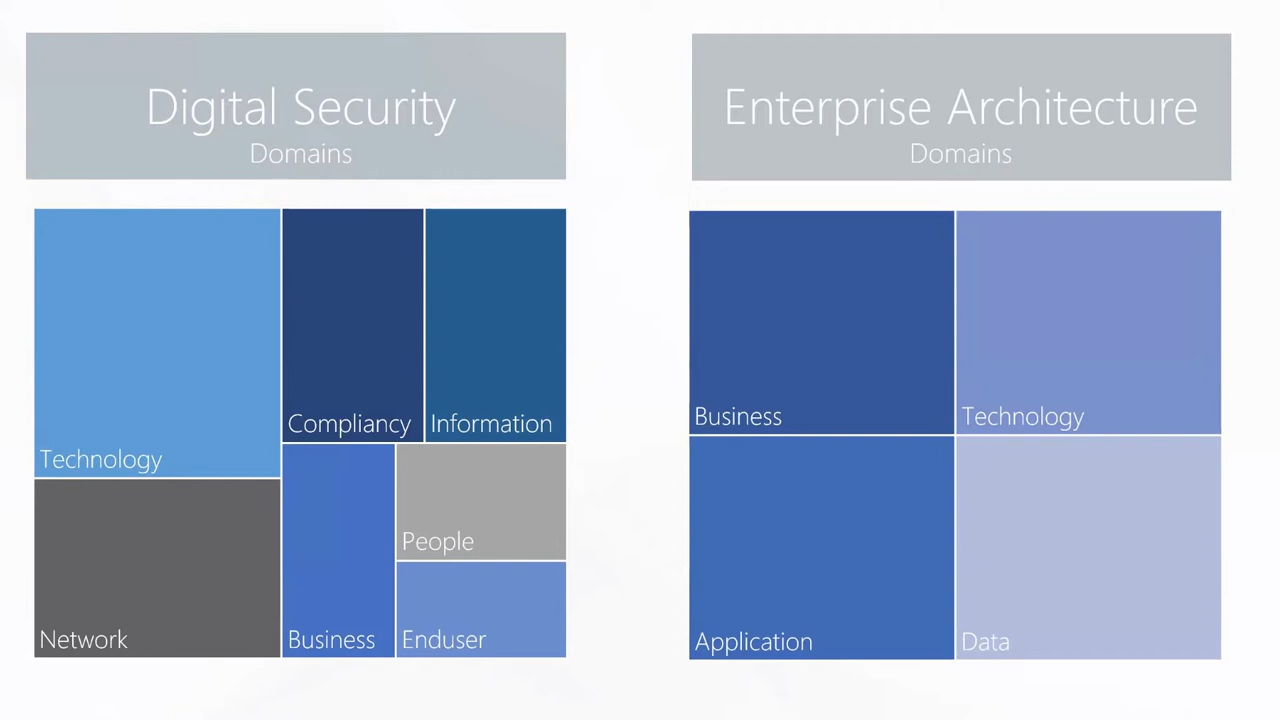 Digital Security
Domains
Technology
Compliancy
Information
Network
Business
People
Enduser
Enterprise Architecture
Domains
Business
Technology
Application
Data